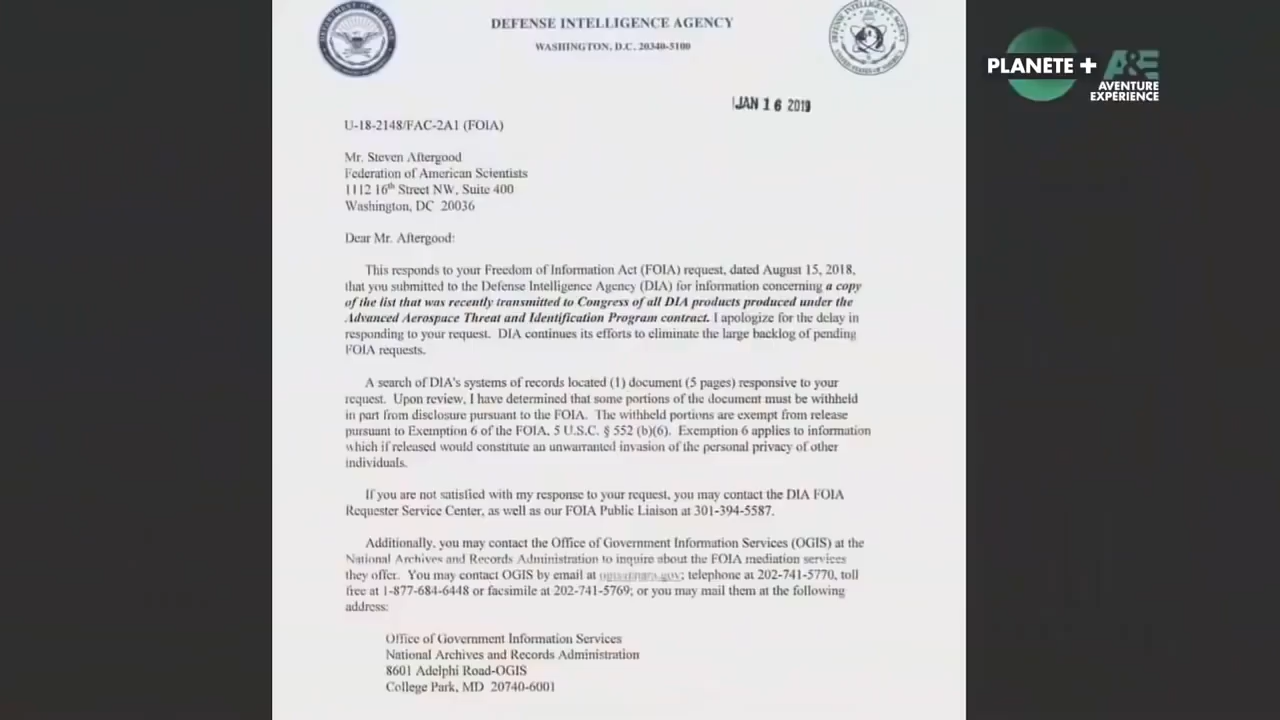 DEFENSE INTELLIGENCE AGENCY
WASHINGTON, D.C. 20340-5100
PLANETE +
A&E
AVENTURE
EXPERIENCE
JAN 16 2019
U-18-2148/FAC-2A1 (FOIA)
Mr. Steven Aftergood
Federation of American Scientists
1112 16th Street NW, Suite 400
Washington, DC 20036
Dear Mr. Aftergood:
This responds to your Freedom of Information Act (FOIA) request, dated August 15, 2018,
that you submitted to the Defense Intelligence Agency (DIA) for information concerning a copy
of the list that was recently transmitted to Congress of all DIA products produced under the
Advanced Aerospace Threat and Identification Program contract. I apologize for the delay in
responding to your request. DIA continues its efforts to eliminate the large backlog of pending
FOIA requests.
A search of DIA's systems of records located (1) document (5 pages) responsive to your
request. Upon review, I have determined that some portions of the document must be withheld
in part from disclosure pursuant to the FOIA. The withheld portions are exempt from release
pursuant to Exemption 6 of the FOIA, 5 U.S.C. § 552 (b)(6). Exemption 6 applies to information
which if released would constitute an unwarranted invasion of the personal privacy of other
individuals.
If you are not satisfied with my response to your request, you may contact the DIA FOIA
Requester Service Center, as well as our FOIA Public Liaison at 301-394-5587.
Additionally, you may contact the Office of Government Information Services (OGIS) at the
National Archives and Records Administration to inquire about the FOIA mediation services
they offer. You may contact OGIS by email at ; telephone at 202-741-5770, toll
free at 1-877-684-6448 or facsimile at 202-741-5769; or you may mail them at the following
address:
Office of Government Information Services
National Archives and Records Administration
8601 Adelphi Road-OGIS
College Park, MD 20740-6001